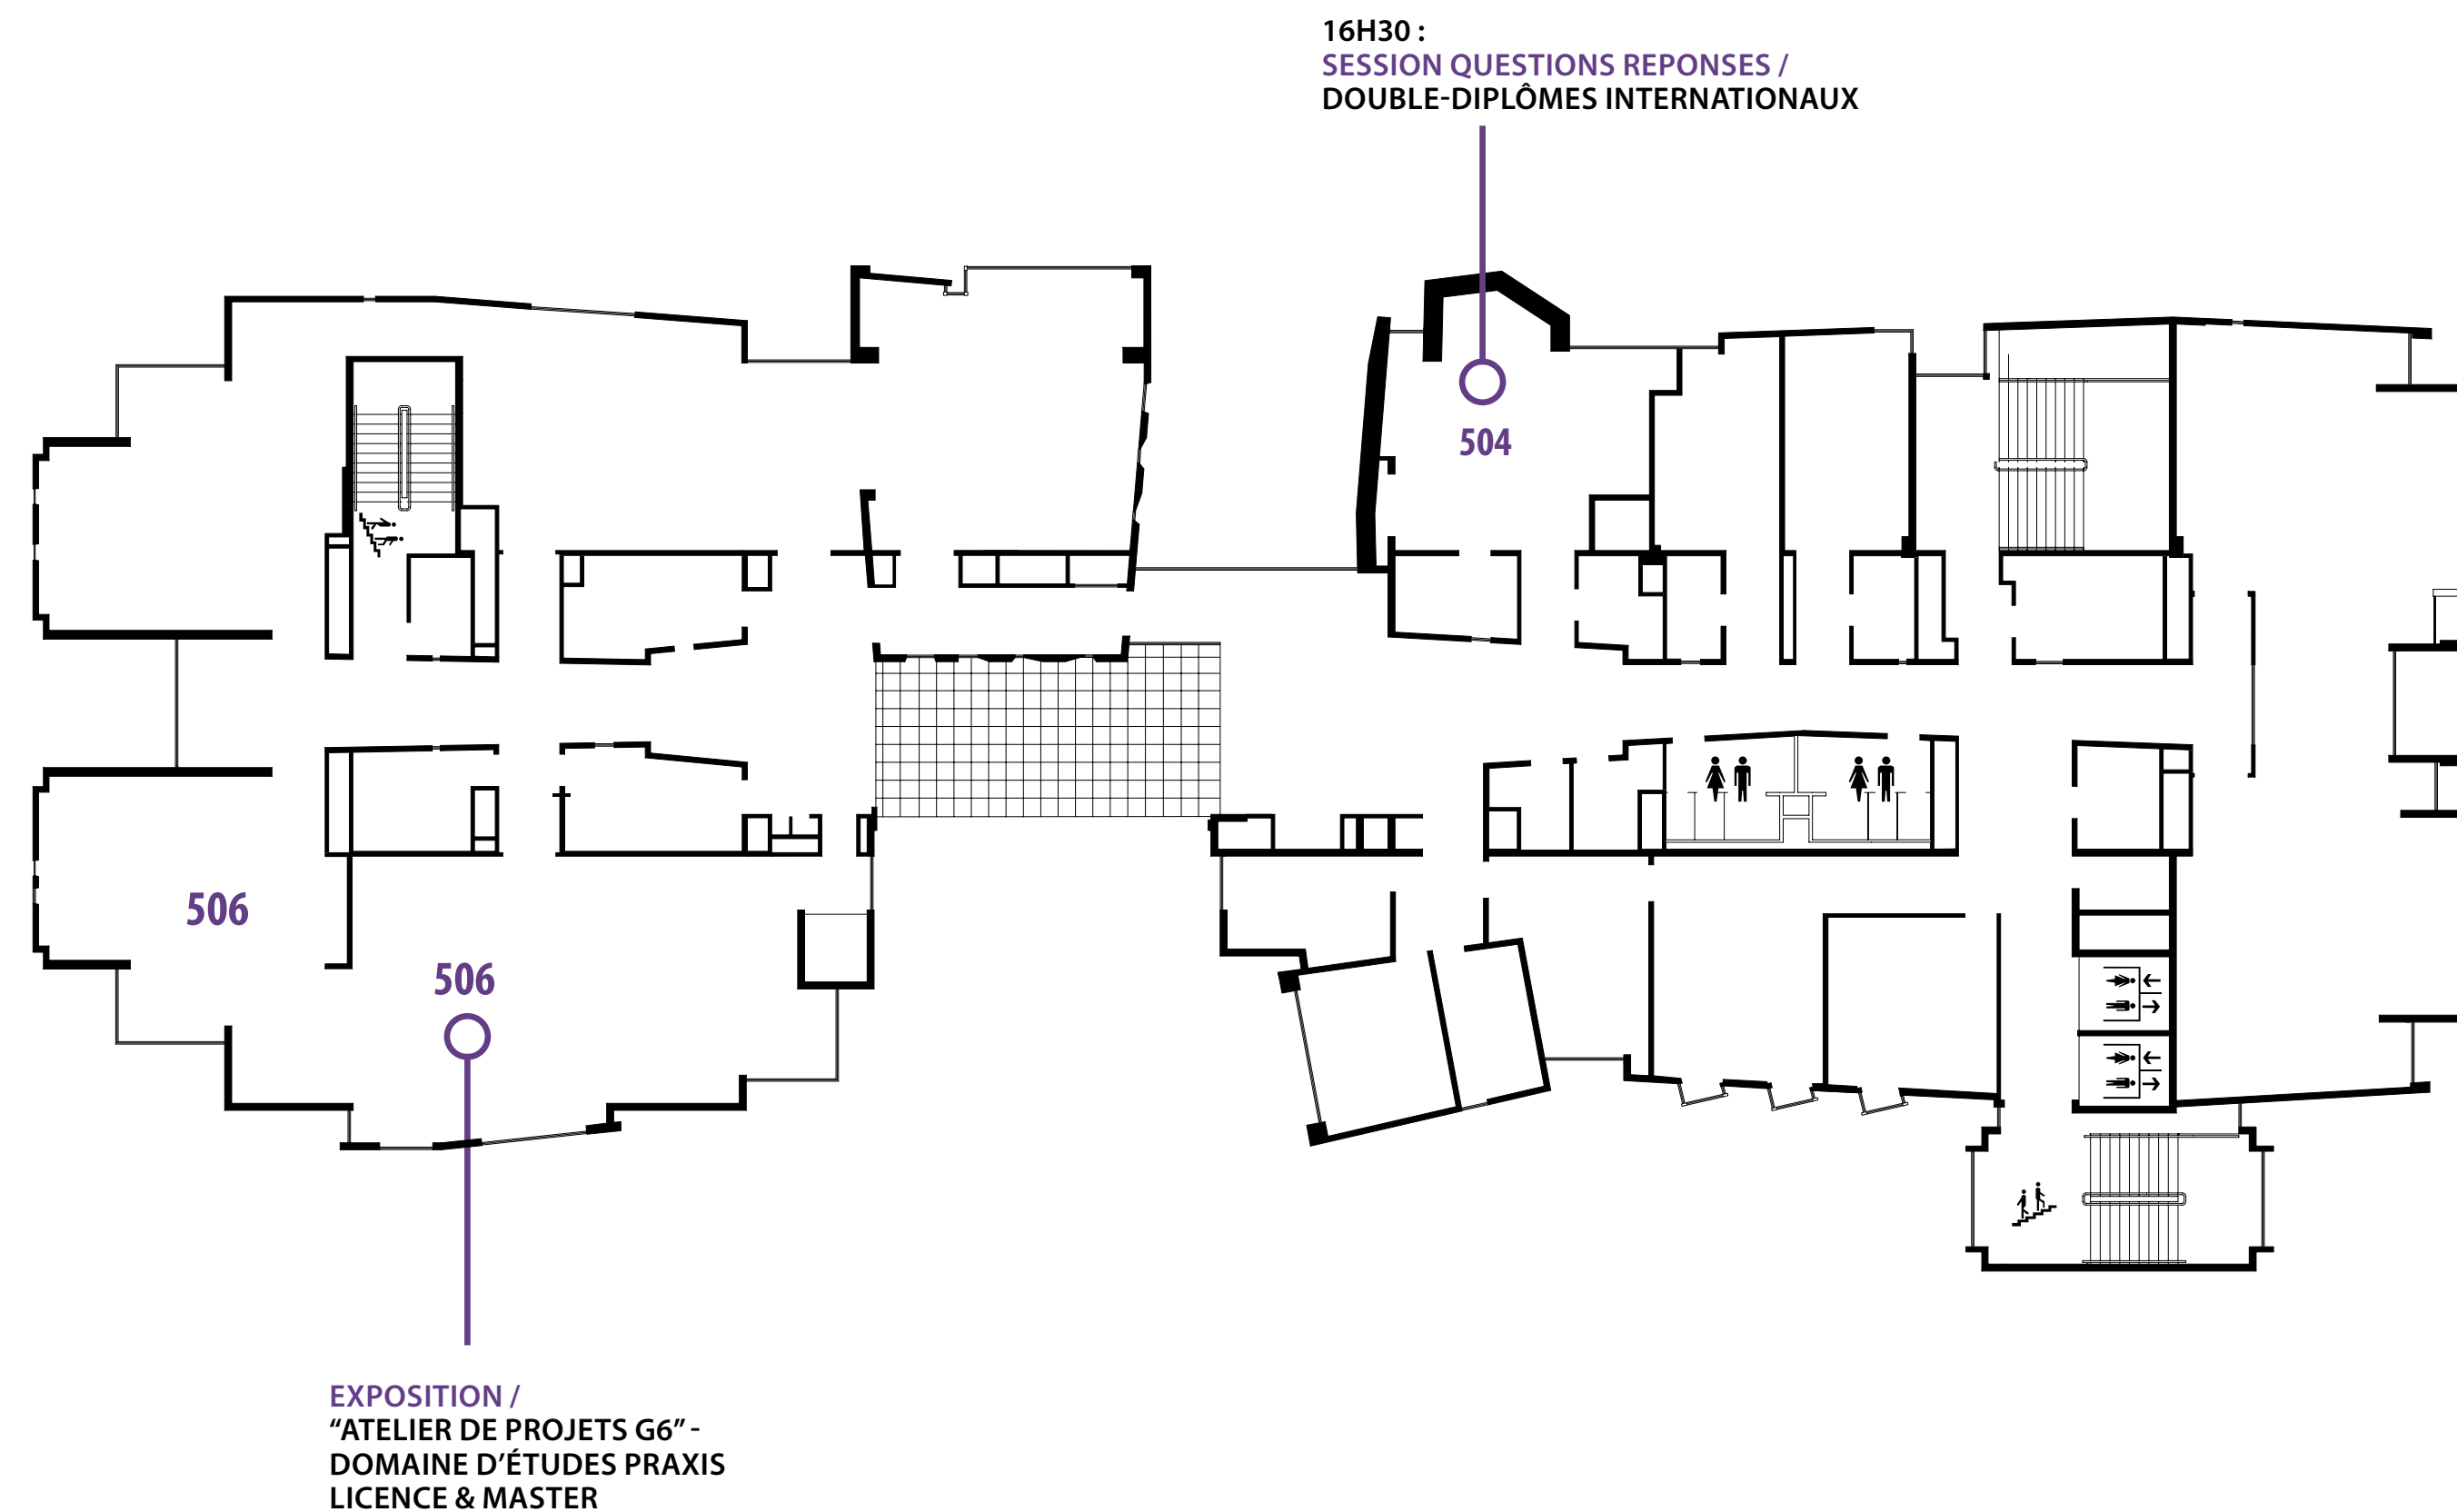 16H30 :
SESSION QUESTIONS REPONSES /
DOUBLE-DIPLÔMES INTERNATIONAUX
504
506
506
EXPOSITION /
“ATELIER DE PROJETS G6” -
DOMAINE D’ÉTUDES PRAXIS
LICENCE & MASTER